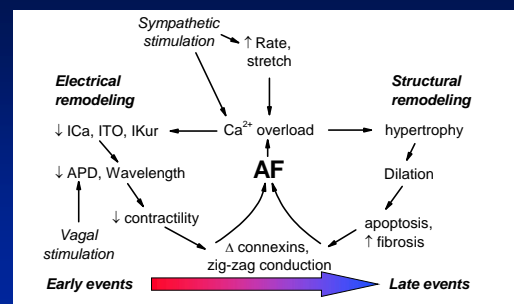 Sympathetic
stimulation
↑ Rate,
stretch
Electrical
remodeling
Structural
remodeling
↓ ICa, ITO, IKur
Ca²⁺ overload
hypertrophy
AF
↓ APD, Wavelength
Dilation
↓ contractility
apoptosis,
↑ fibrosis
Vagal
stimulation
Δ connexins,
zig-zag conduction
Early events
Late events